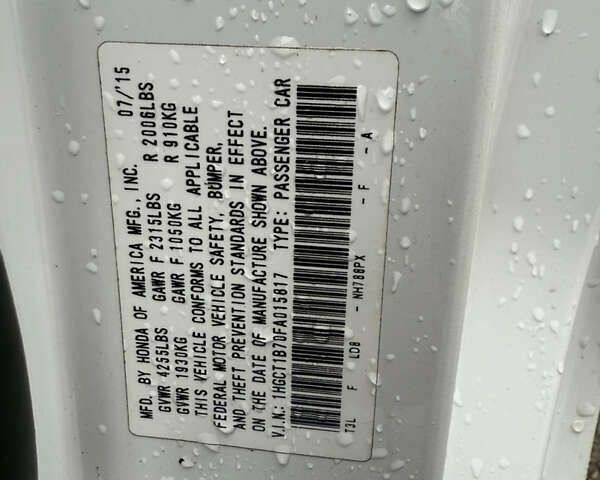 MFD. BY HONDA OF AMERICA MFG., INC. 07/'15
GVWR 4255LBS GAWR F 2315LBS R 2006LBS
GVWR 1930KG GAWR F 1050KG R 910KG
THIS VEHICLE CONFORMS TO ALL APPLICABLE
FEDERAL MOTOR VEHICLE SAFETY, BUMPER,
AND THEFT PREVENTION STANDARDS IN EFFECT
ON THE DATE OF MANUFACTURE SHOWN ABOVE.
V.I.N.: 1HGCT1B70FA015817 TYPE: PASSENGER CAR
T3L F LD8 - NH788PX - F - A